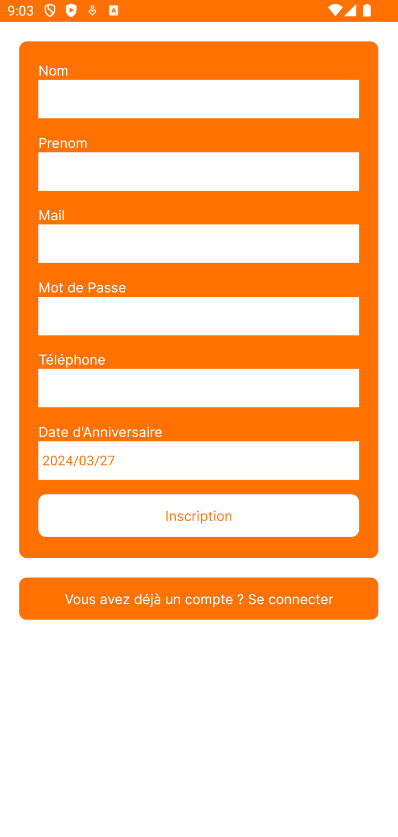 9:03
Nom
Prenom
Mail
Mot de Passe
Téléphone
Date d'Anniversaire
2024/03/27
Inscription
Vous avez déjà un compte ? Se connecter